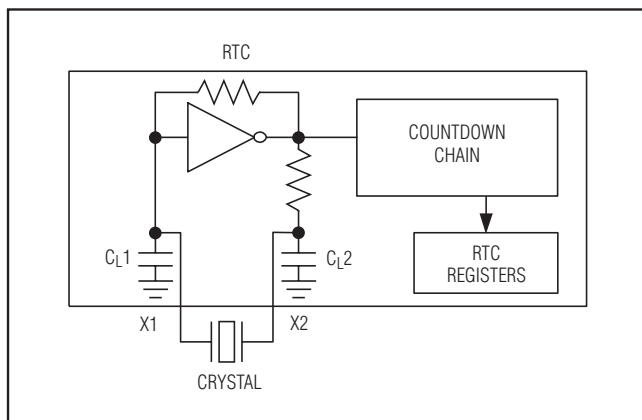 RTC
COUNTDOWN
CHAIN
CL1
CL2
RTC
REGISTERS
X1
X2
CRYSTAL